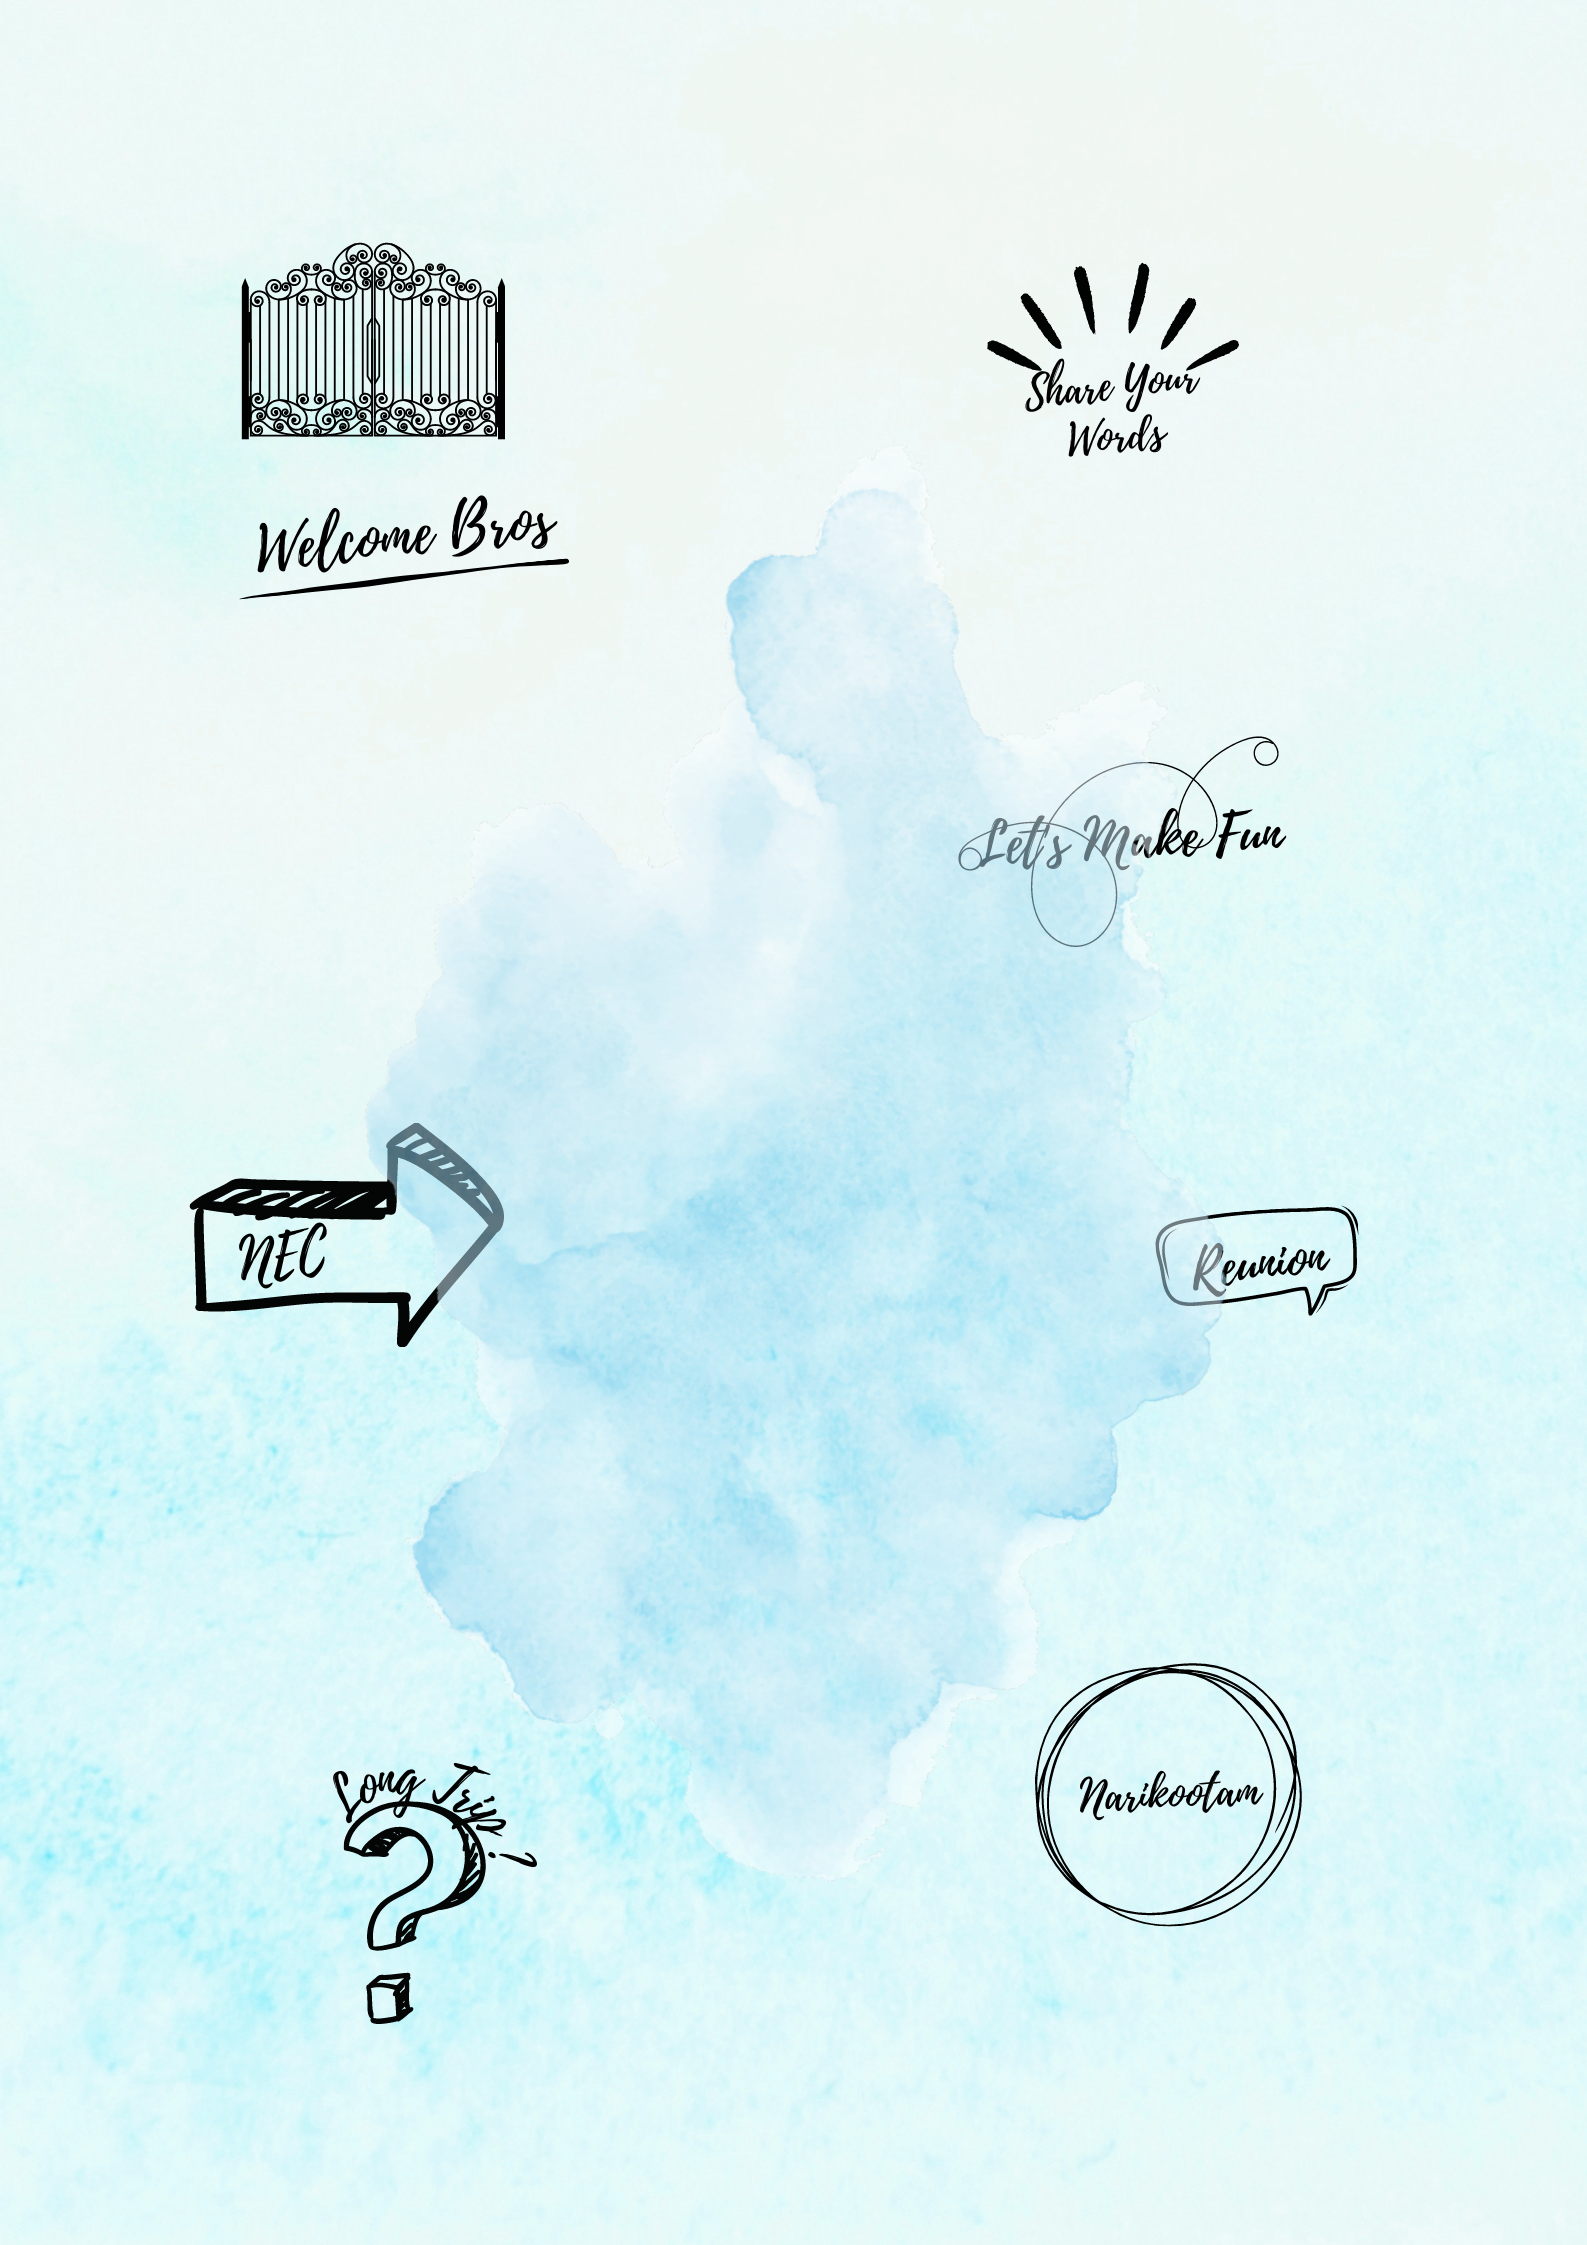 Share Your
Words
Welcome Bros
Let's Make Fun
NEC
Reunion
Long Trip?
Narikootam